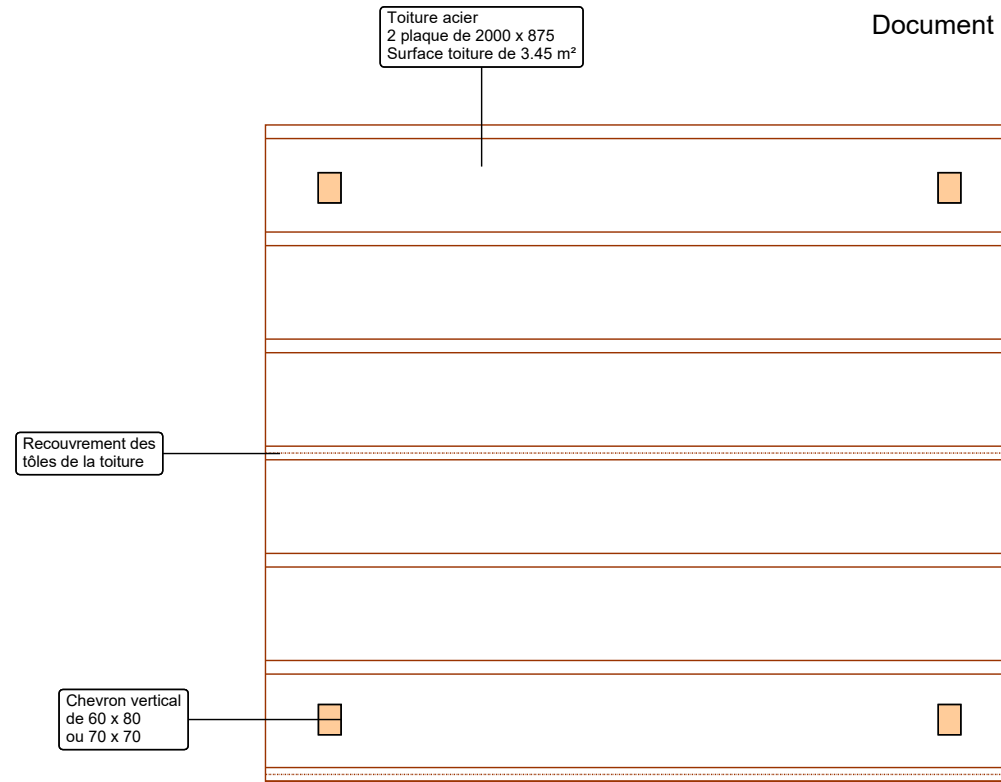 Toiture acier
2 plaque de 2000 x 875
Surface toiture de 3.45 m²
Document
Recouvrement des
tôles de la toiture
Chevron vertical
de 60 x 80
ou 70 x 70